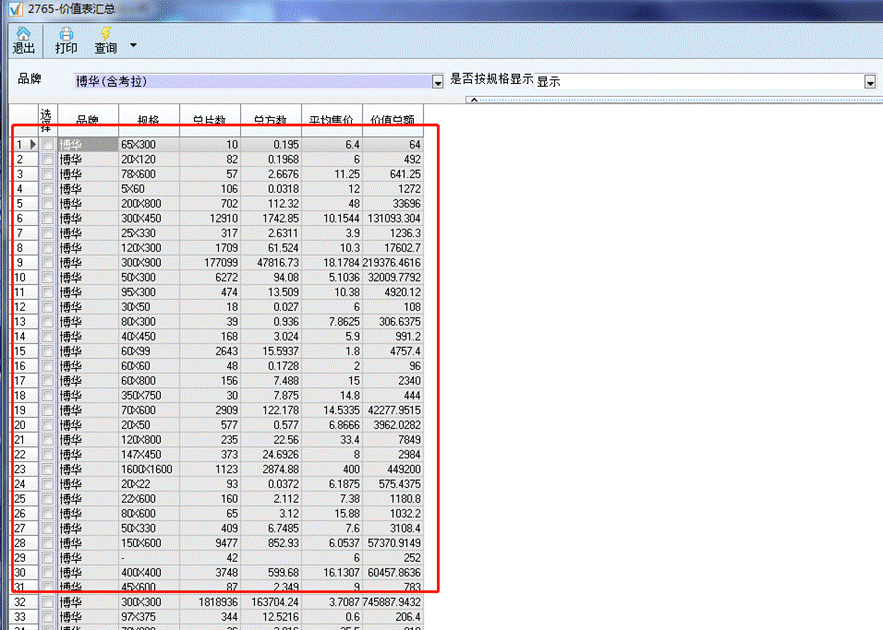 2765-价值表汇总
退出 打印 查询
品牌 博华(含考拉) 是否按规格显示 显示
选择 品牌 规格 总片数 总方数 平均售价 价值总额
1 博华 65X300 10 0.195 6.4 64
2 博华 20X120 82 0.1968 6 492
3 博华 78X600 57 2.6676 11.25 641.25
4 博华 5X60 106 0.0318 12 1272
5 博华 200X800 702 112.32 48 33696
6 博华 300X450 12910 1742.85 10.1544 131093.304
7 博华 25X330 317 2.6311 3.9 1236.3
8 博华 120X300 1709 61.524 10.3 17602.7
9 博华 300X900 177099 47816.73 18.1784 219376.4616
10 博华 50X300 6272 94.08 5.1036 32009.7792
11 博华 95X300 474 13.509 10.38 4920.12
12 博华 30X50 18 0.027 6 108
13 博华 80X300 39 0.936 7.8625 306.6375
14 博华 40X450 168 3.024 5.9 991.2
15 博华 60X99 2643 15.5937 1.8 4757.4
16 博华 60X60 48 0.1728 2 96
17 博华 60X800 156 7.488 15 2340
18 博华 350X750 30 7.875 14.8 444
19 博华 70X600 2909 122.178 14.5335 42277.9515
20 博华 20X50 577 0.577 6.8666 3962.0282
21 博华 120X800 235 22.56 33.4 7849
22 博华 147X450 373 24.6926 8 2984
23 博华 1600X1600 1123 2874.88 400 449200
24 博华 20X22 93 0.0372 6.1875 575.4375
25 博华 22X600 160 2.112 7.38 1180.8
26 博华 80X600 65 3.12 15.88 1032.2
27 博华 50X330 409 6.7485 7.6 3108.4
28 博华 150X600 9477 852.93 6.0537 57370.9149
29 博华 - 42 6 252
30 博华 400X400 3748 599.68 16.1307 60457.8636
31 博华 45X600 87 2.349 9 783
32 博华 300X300 1818936 163704.24 3.7087 745887.9432
33 博华 97X375 344 12.5216 0.6 206.4